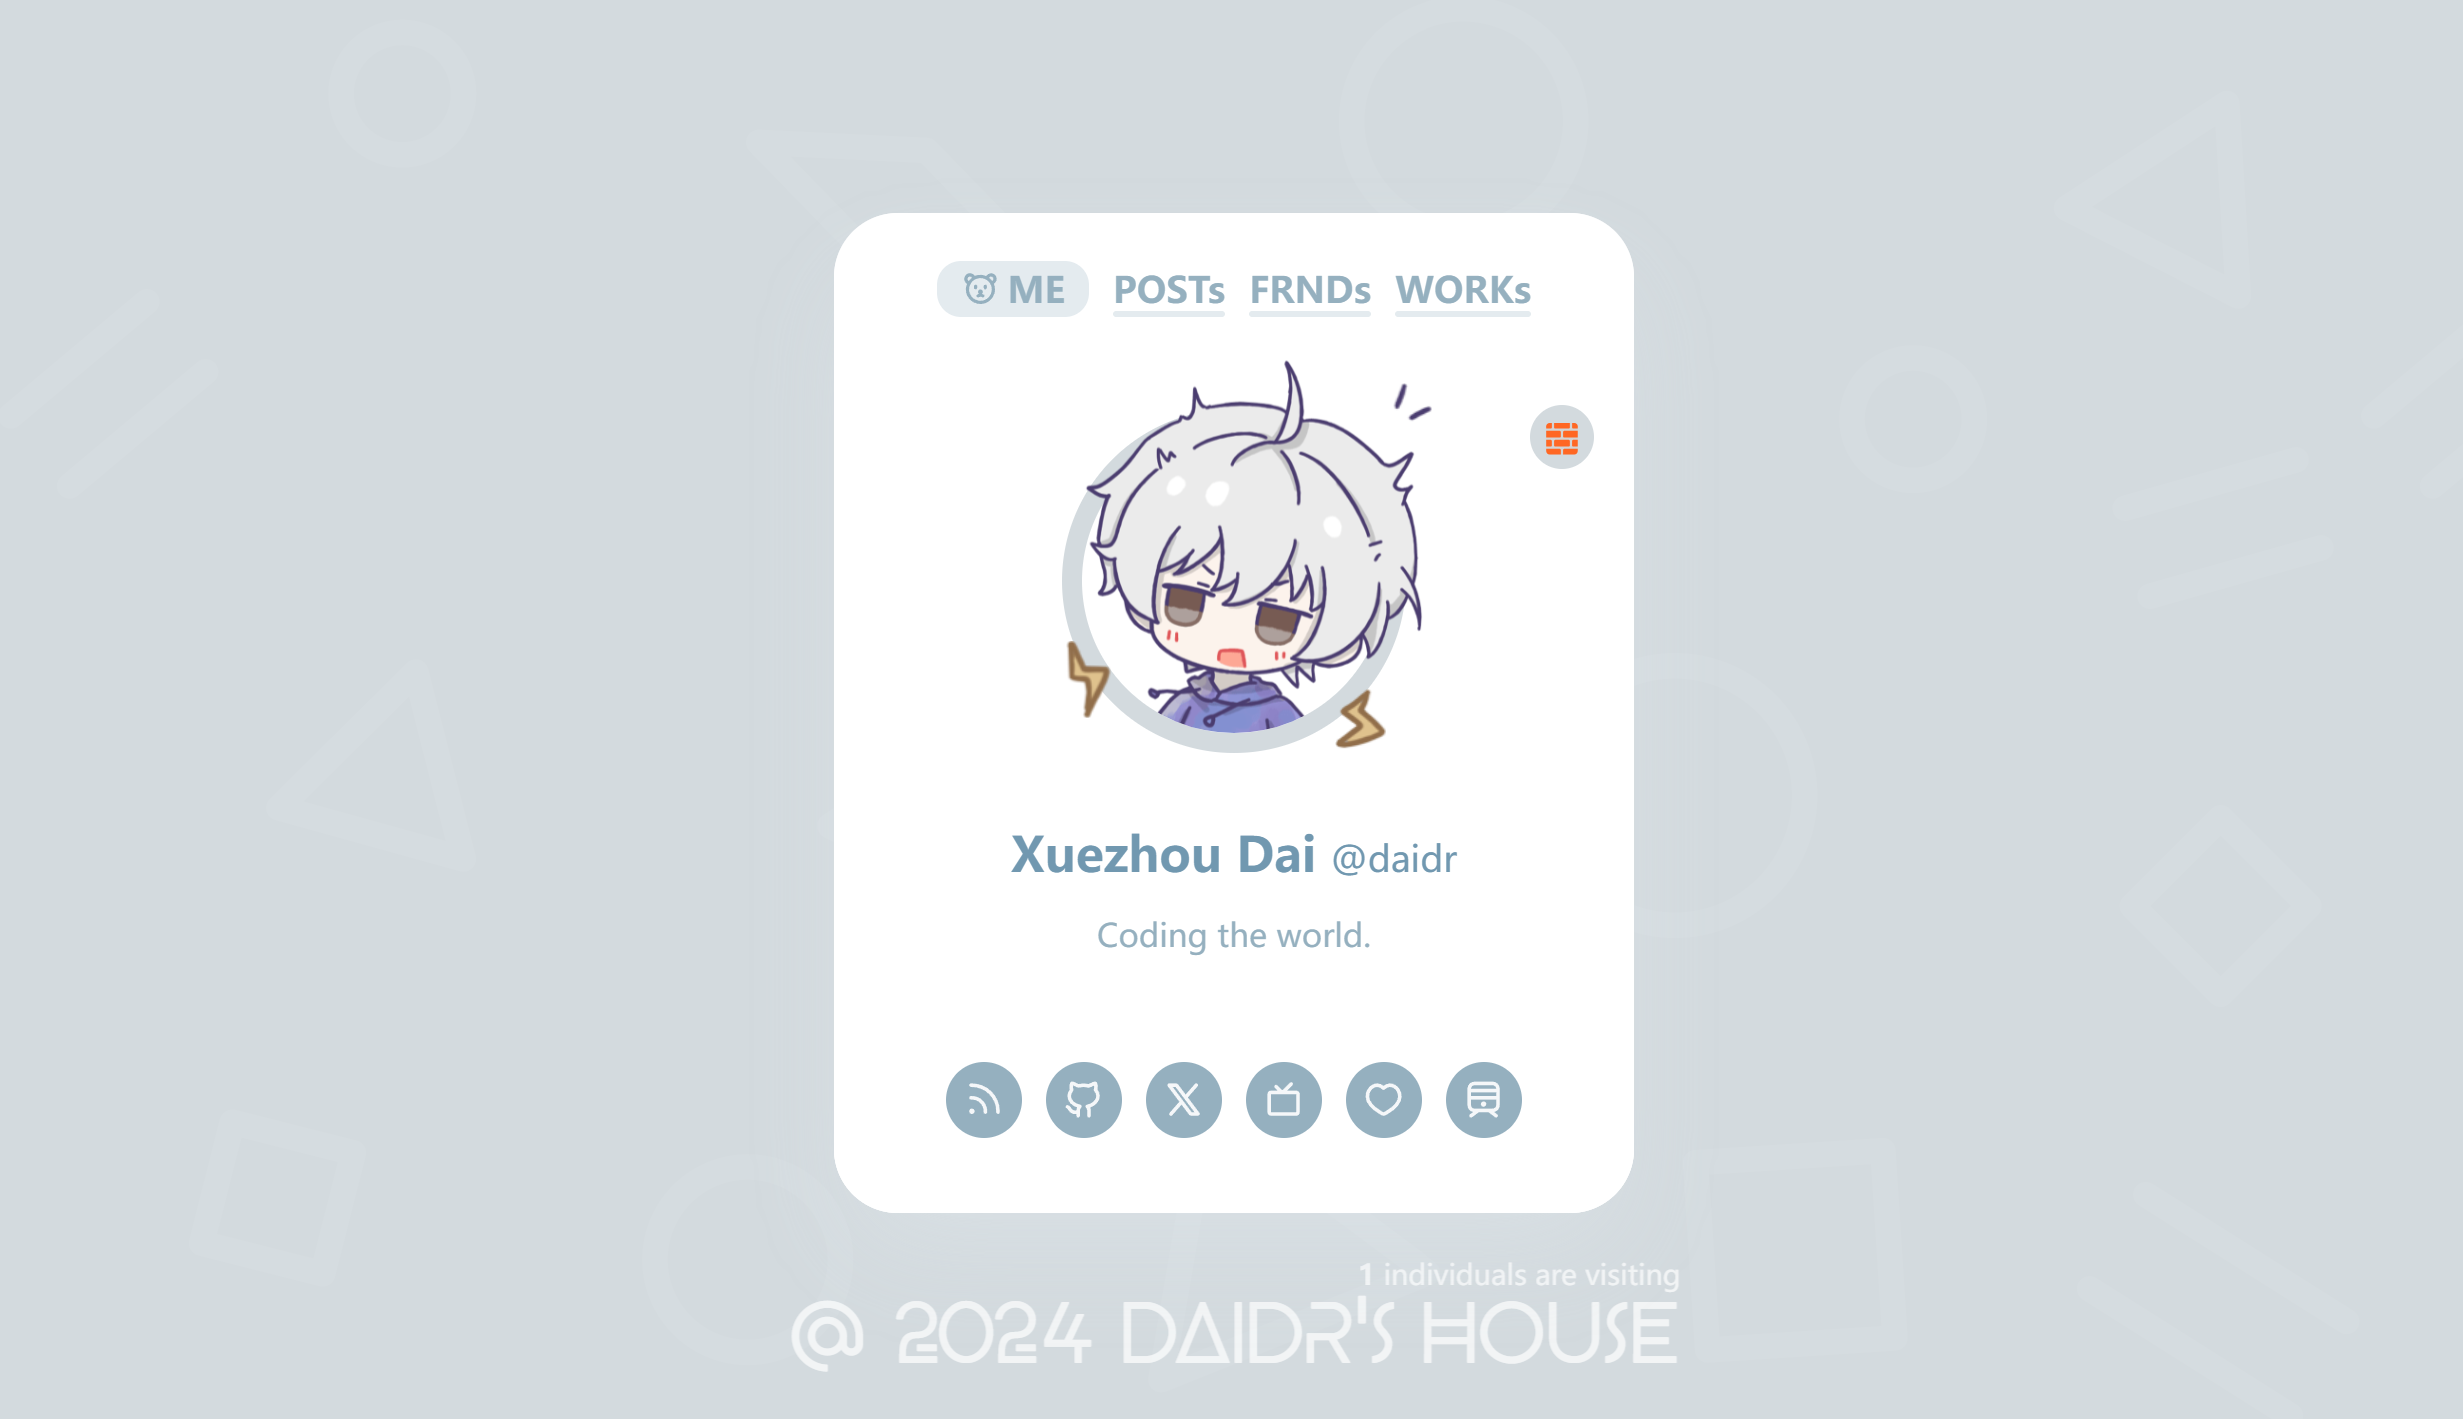 ME POSTs FRNDs WORKs
Xuezhou Dai @daidr
Coding the world.
1 individuals are visiting
@ 2024 DAIDR'S HOUSE